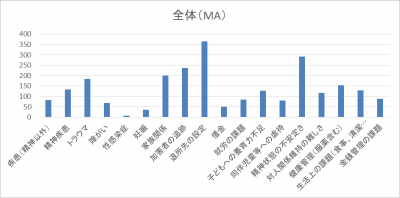 全体（MA）
400
350
300
250
200
150
100
50
0
疾患（精神以外）
精神疾患
トラウマ
障がい
性感染症
妊娠
家族関係
加害者の追跡
退所先の設定
借金
就労の課題
子どもへの養育力不足
同伴児童等への虐待
精神状態の不安定さ
対人関係維持の難しさ
健康管理（服薬含む）
生活上の課題（食事、清潔…
金銭管理の課題